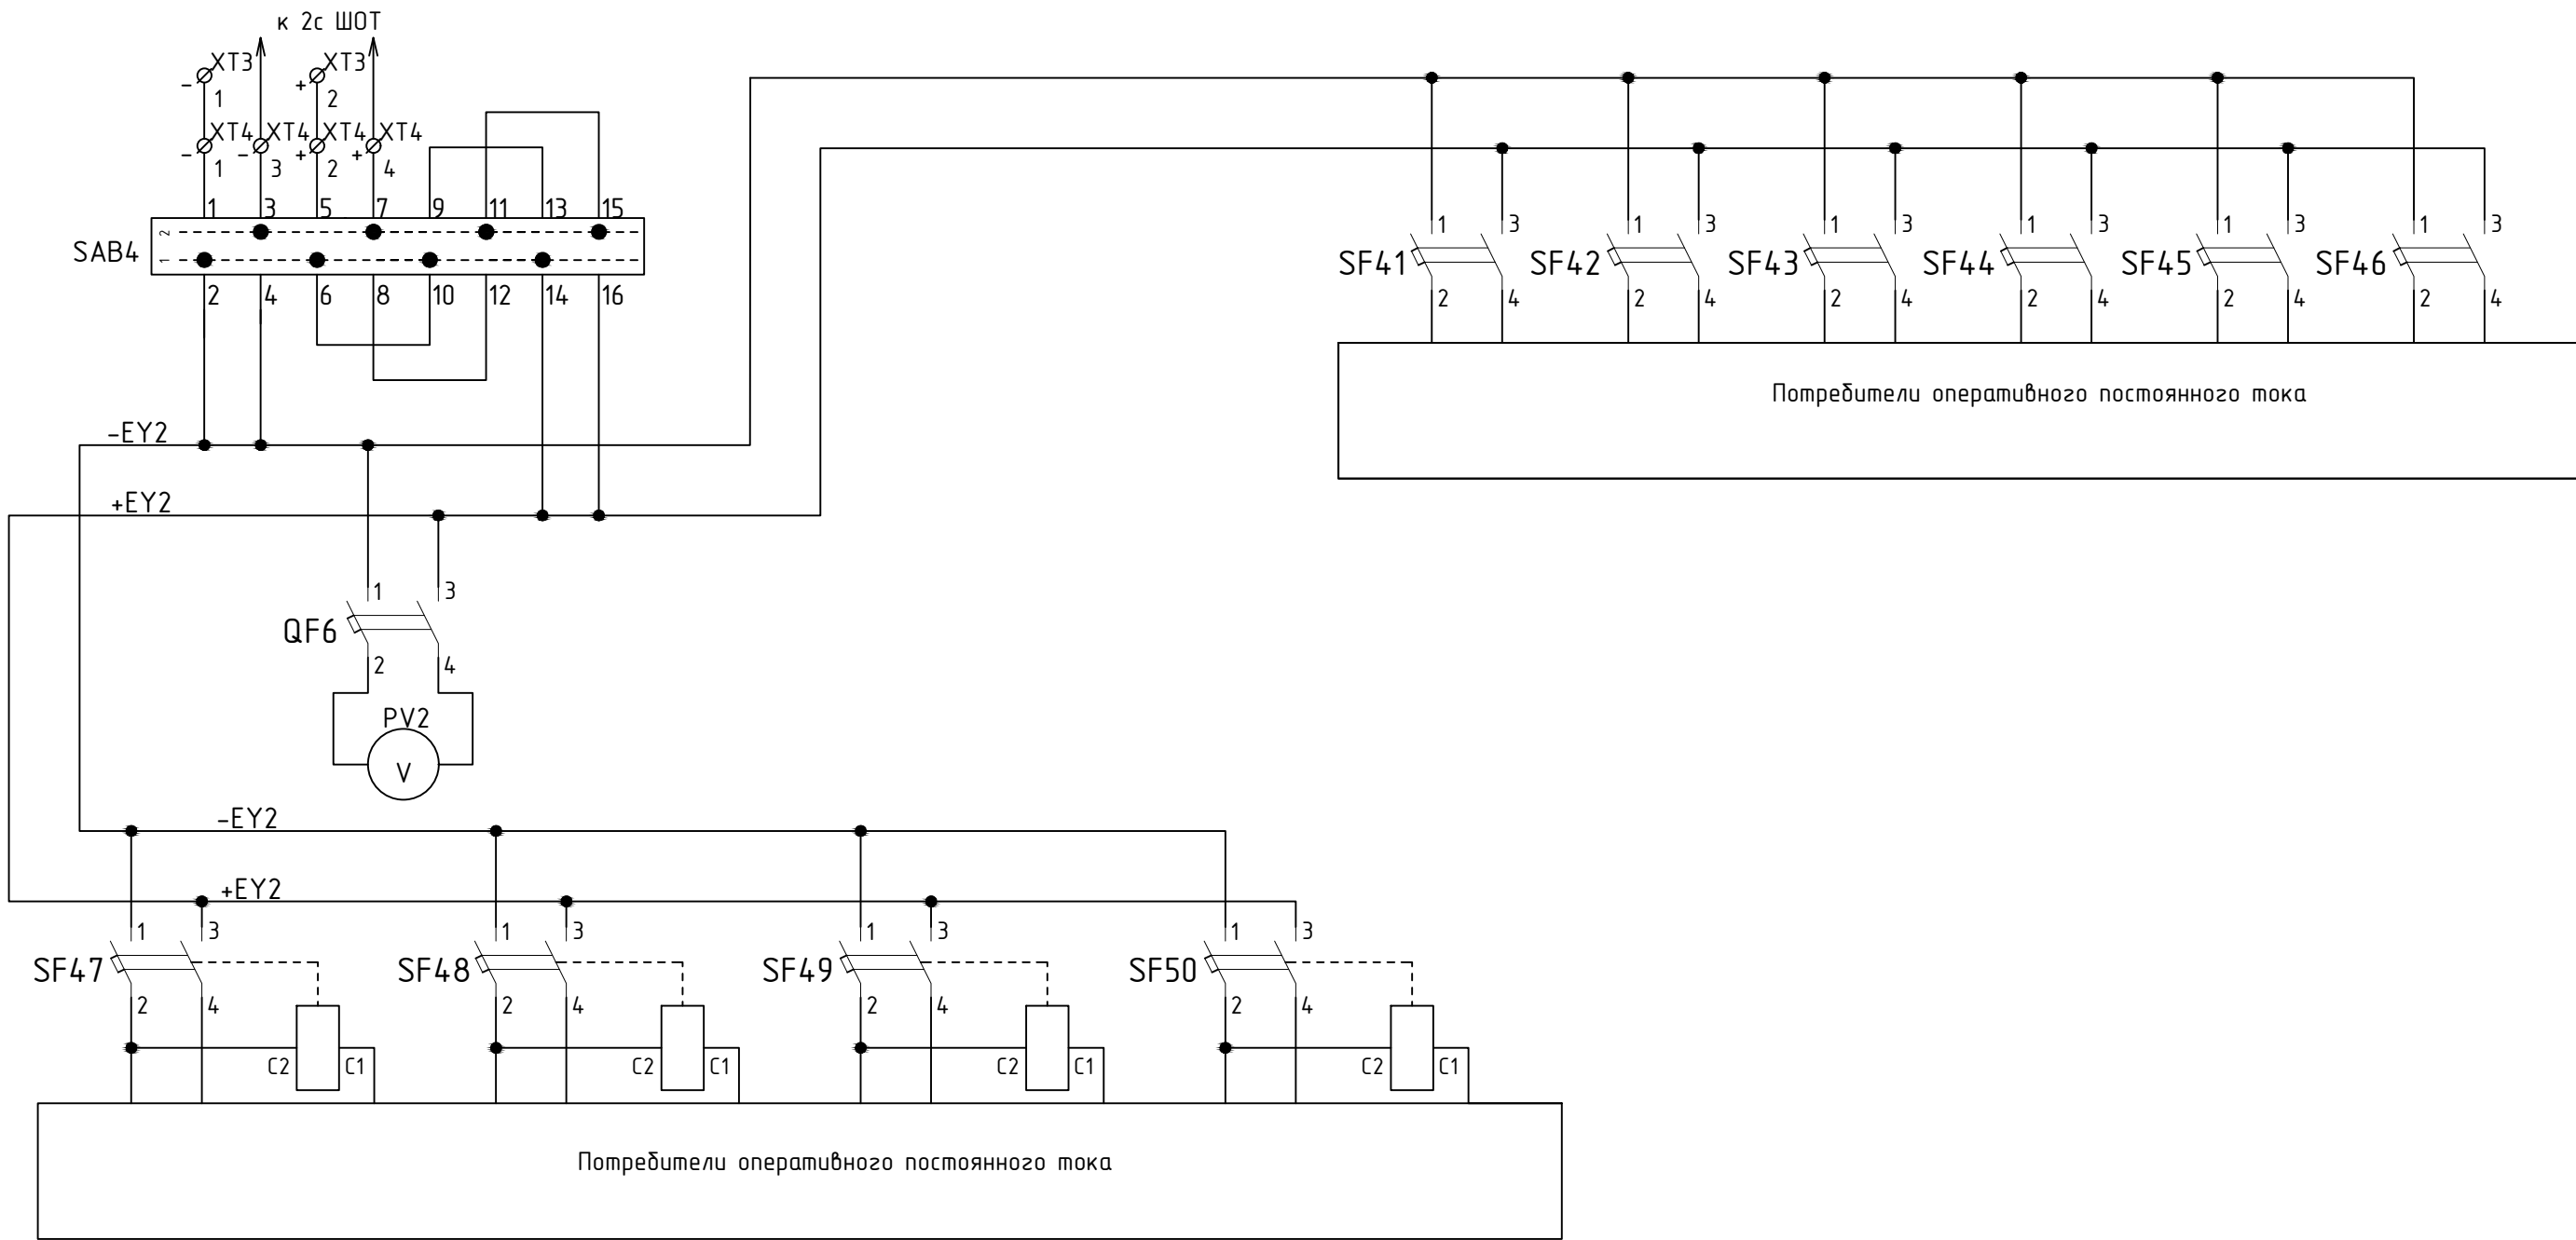 к 2с ШОТ
XT3 XT3
- 1 + 2
XT4 XT4 XT4 XT4
- 1 - 3 + 2 + 4
1 3 5 7 9 11 13 15
SAB4
2
1
2 4 6 8 10 12 14 16
-EY2
+EY2
1 3
QF6
2 4
PV2
V
1 3 1 3 1 3 1 3 1 3 1 3
SF41 SF42 SF43 SF44 SF45 SF46
2 4 2 4 2 4 2 4 2 4 2 4
Потребители оперативного постоянного тока
-EY2
+EY2
1 3 1 3 1 3 1 3
SF47 SF48 SF49 SF50
2 4 2 4 2 4 2 4
C2 C1 C2 C1 C2 C1 C2 C1
Потребители оперативного постоянного тока